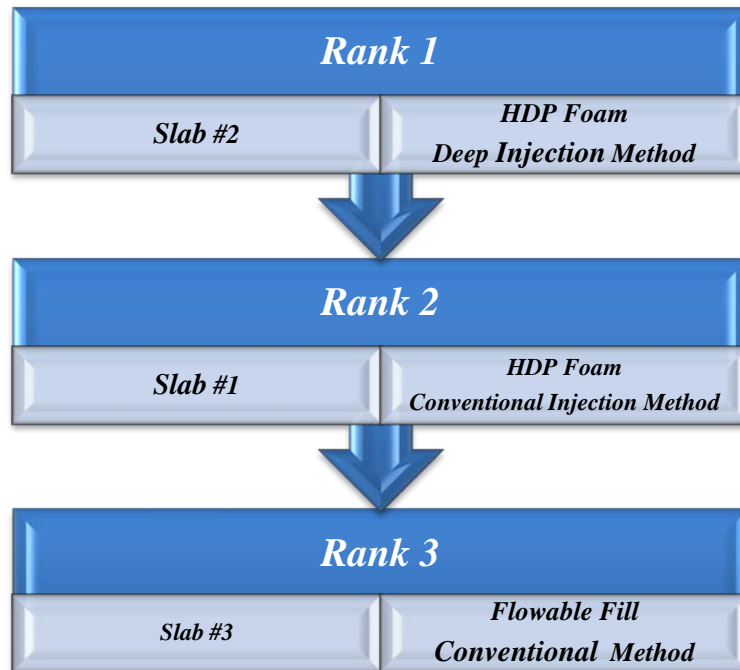 Rank 1
Slab #2
HDP Foam
Deep Injection Method
Rank 2
Slab #1
HDP Foam
Conventional Injection Method
Rank 3
Slab #3
Flowable Fill
Conventional Method